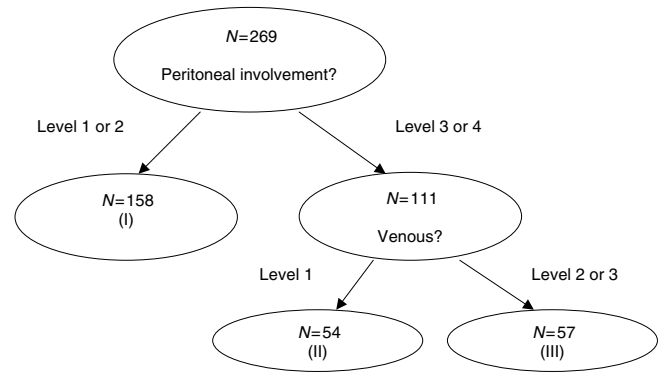 N=269
Peritoneal involvement?
Level 1 or 2
Level 3 or 4
N=158
(I)
N=111
Venous?
Level 1
Level 2 or 3
N=54
(II)
N=57
(III)